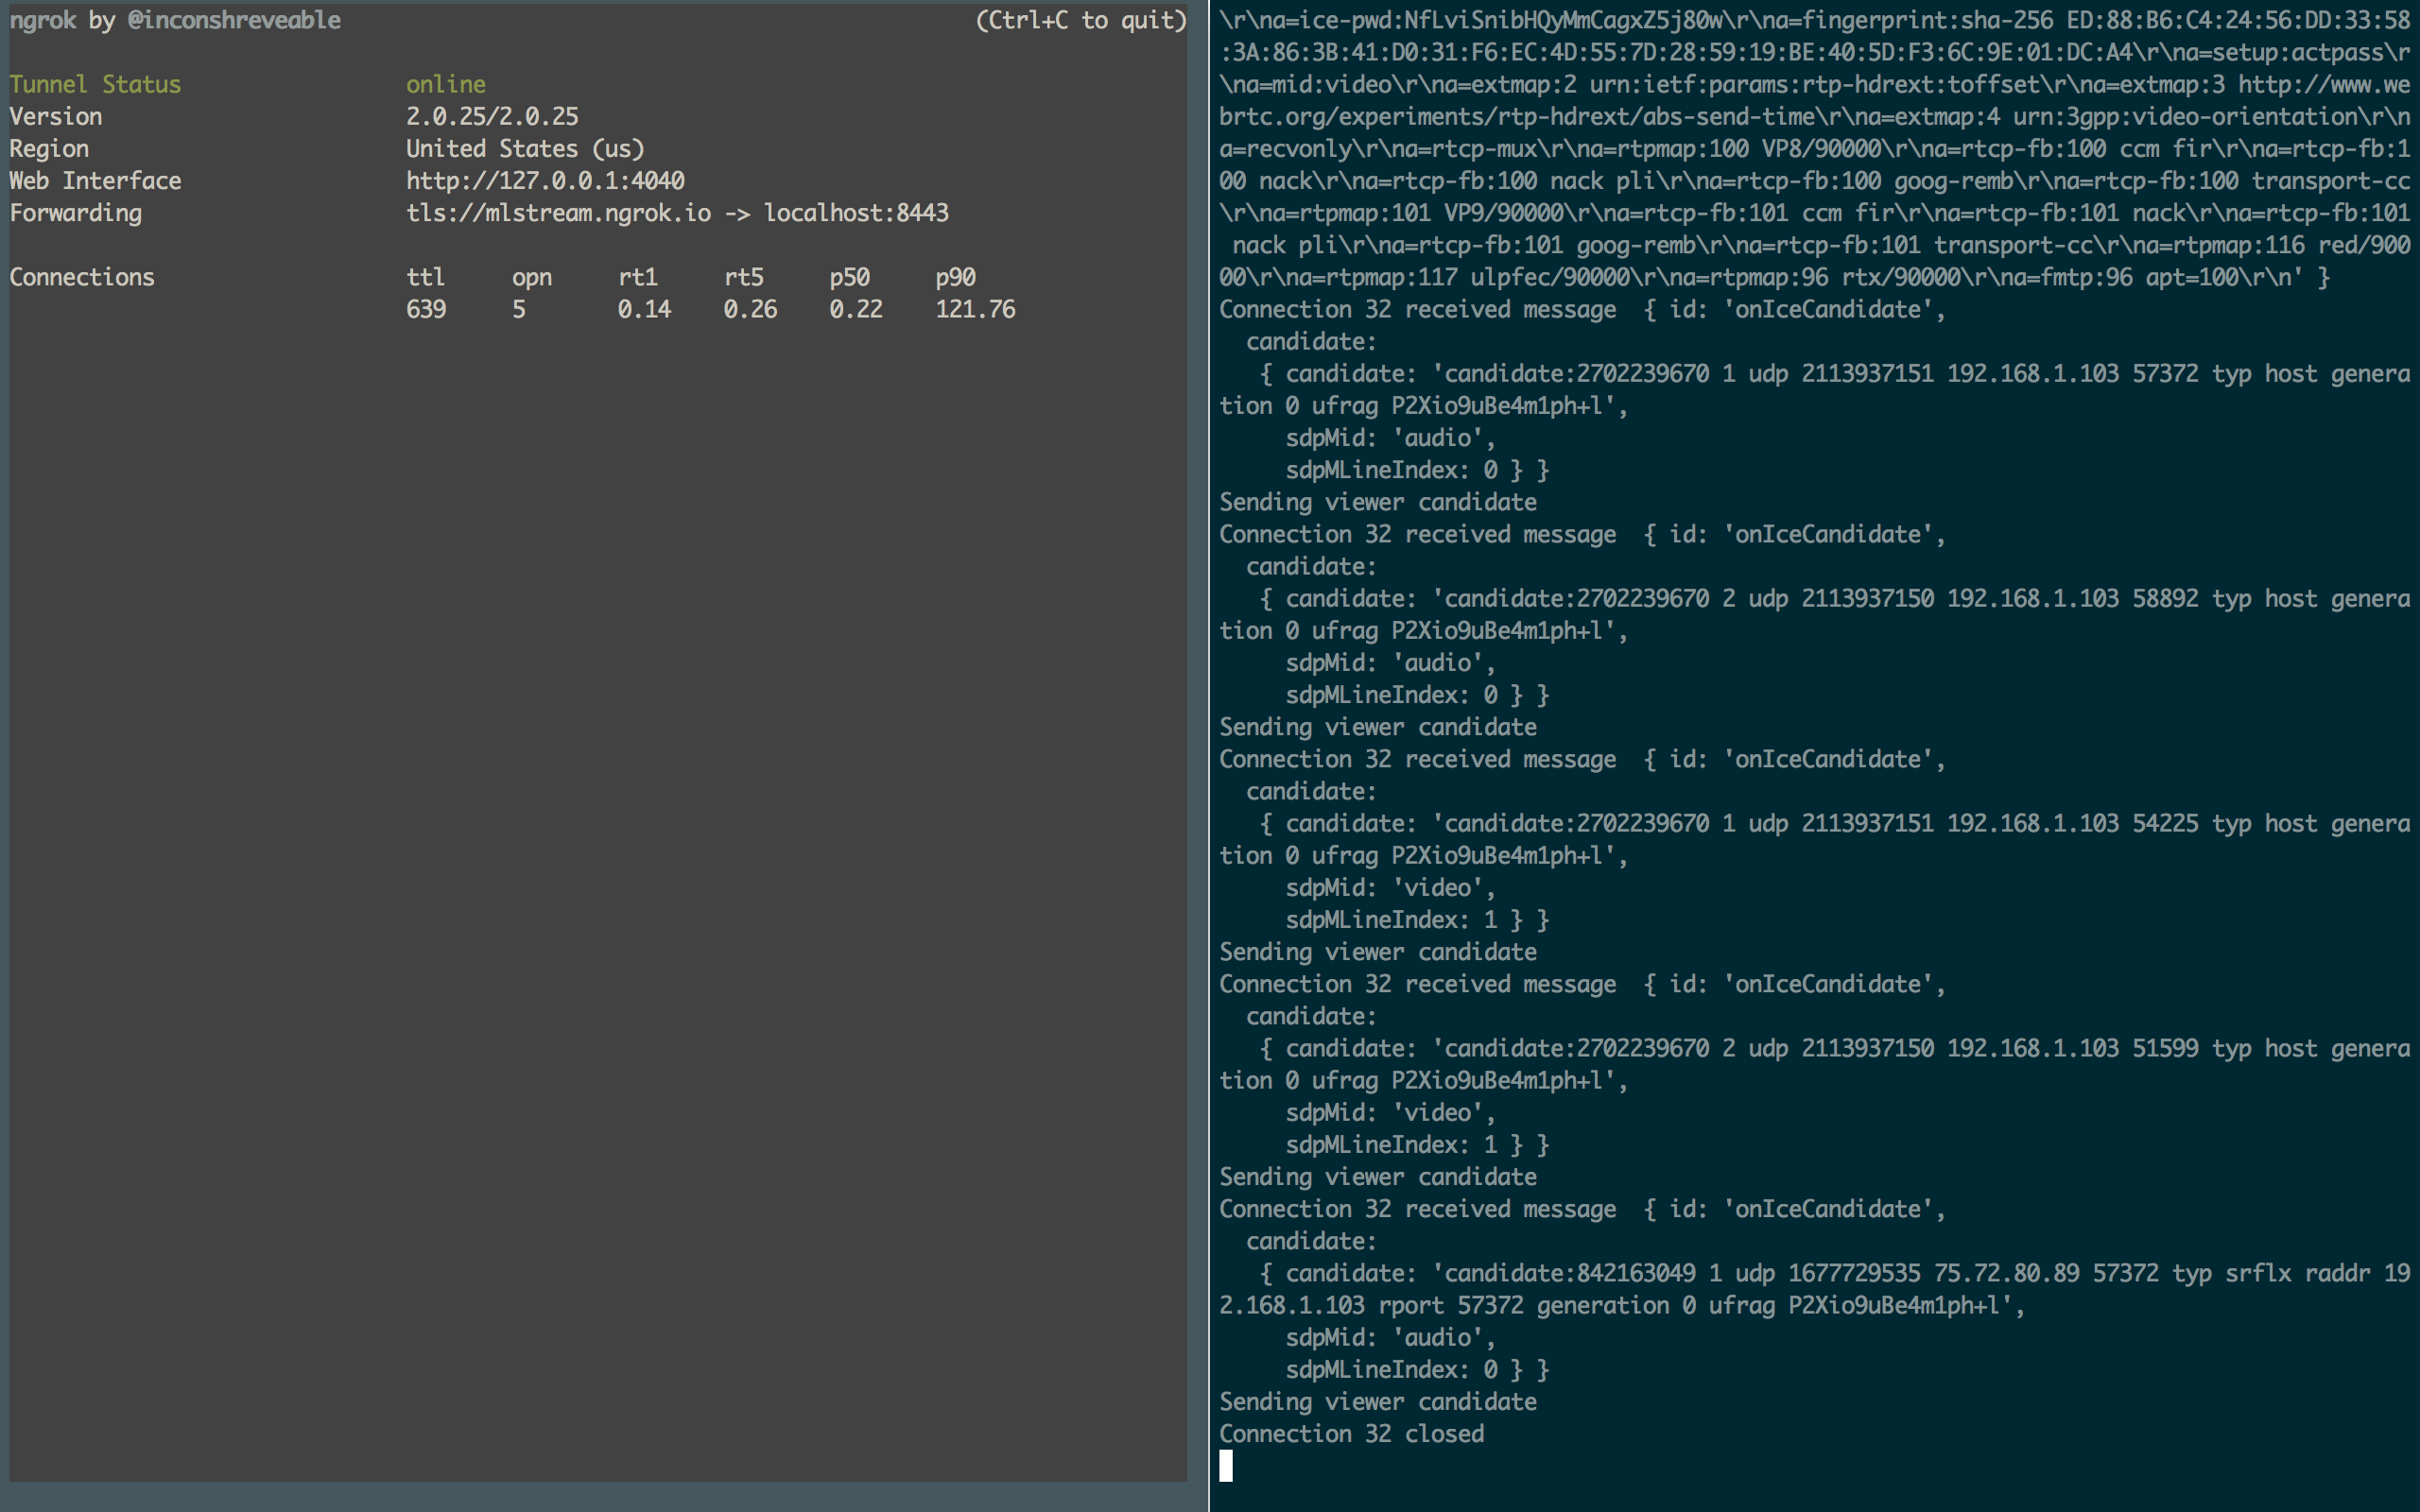 ngrok by @inconshreveable (Ctrl+C to quit)
Tunnel Status online
Version 2.0.25/2.0.25
Region United States (us)
Web Interface http://127.0.0.1:4040
Forwarding tls://mlstream.ngrok.io -> localhost:8443
Connections ttl opn rt1 rt5 p50 p90
639 5 0.14 0.26 0.22 121.76
\r\na=ice-pwd:NfLviSnibHQyMmCagxZ5j80w\r\na=fingerprint:sha-256 ED:88:B6:C4:24:56:DD:33:58
:3A:86:3B:41:D0:31:F6:EC:4D:55:7D:28:59:19:BE:40:5D:F3:6C:9E:01:DC:A4\r\na=setup:actpass\r
\na=mid:video\r\na=extmap:2 urn:ietf:params:rtp-hdrext:toffset\r\na=extmap:3 http://www.we
brtc.org/experiments/rtp-hdrext/abs-send-time\r\na=extmap:4 urn:3gpp:video-orientation\r\n
a=recvonly\r\na=rtcp-mux\r\na=rtpmap:100 VP8/90000\r\na=rtcp-fb:100 ccm fir\r\na=rtcp-fb:1
00 nack\r\na=rtcp-fb:100 nack pli\r\na=rtcp-fb:100 goog-remb\r\na=rtcp-fb:100 transport-cc
\r\na=rtpmap:101 VP9/90000\r\na=rtcp-fb:101 ccm fir\r\na=rtcp-fb:101 nack\r\na=rtcp-fb:101
 nack pli\r\na=rtcp-fb:101 goog-remb\r\na=rtcp-fb:101 transport-cc\r\na=rtpmap:116 red/900
00\r\na=rtpmap:117 ulpfec/90000\r\na=rtpmap:96 rtx/90000\r\na=fmtp:96 apt=100\r\n' }
Connection 32 received message  { id: 'onIceCandidate',
  candidate:
   { candidate: 'candidate:2702239670 1 udp 2113937151 192.168.1.103 57372 typ host genera
tion 0 ufrag P2Xio9uBe4m1ph+l',
     sdpMid: 'audio',
     sdpMLineIndex: 0 } }
Sending viewer candidate
Connection 32 received message  { id: 'onIceCandidate',
  candidate:
   { candidate: 'candidate:2702239670 2 udp 2113937150 192.168.1.103 58892 typ host genera
tion 0 ufrag P2Xio9uBe4m1ph+l',
     sdpMid: 'audio',
     sdpMLineIndex: 0 } }
Sending viewer candidate
Connection 32 received message  { id: 'onIceCandidate',
  candidate:
   { candidate: 'candidate:2702239670 1 udp 2113937151 192.168.1.103 54225 typ host genera
tion 0 ufrag P2Xio9uBe4m1ph+l',
     sdpMid: 'video',
     sdpMLineIndex: 1 } }
Sending viewer candidate
Connection 32 received message  { id: 'onIceCandidate',
  candidate:
   { candidate: 'candidate:2702239670 2 udp 2113937150 192.168.1.103 51599 typ host genera
tion 0 ufrag P2Xio9uBe4m1ph+l',
     sdpMid: 'video',
     sdpMLineIndex: 1 } }
Sending viewer candidate
Connection 32 received message  { id: 'onIceCandidate',
  candidate:
   { candidate: 'candidate:842163049 1 udp 1677729535 75.72.80.89 57372 typ srflx raddr 19
2.168.1.103 rport 57372 generation 0 ufrag P2Xio9uBe4m1ph+l',
     sdpMid: 'audio',
     sdpMLineIndex: 0 } }
Sending viewer candidate
Connection 32 closed